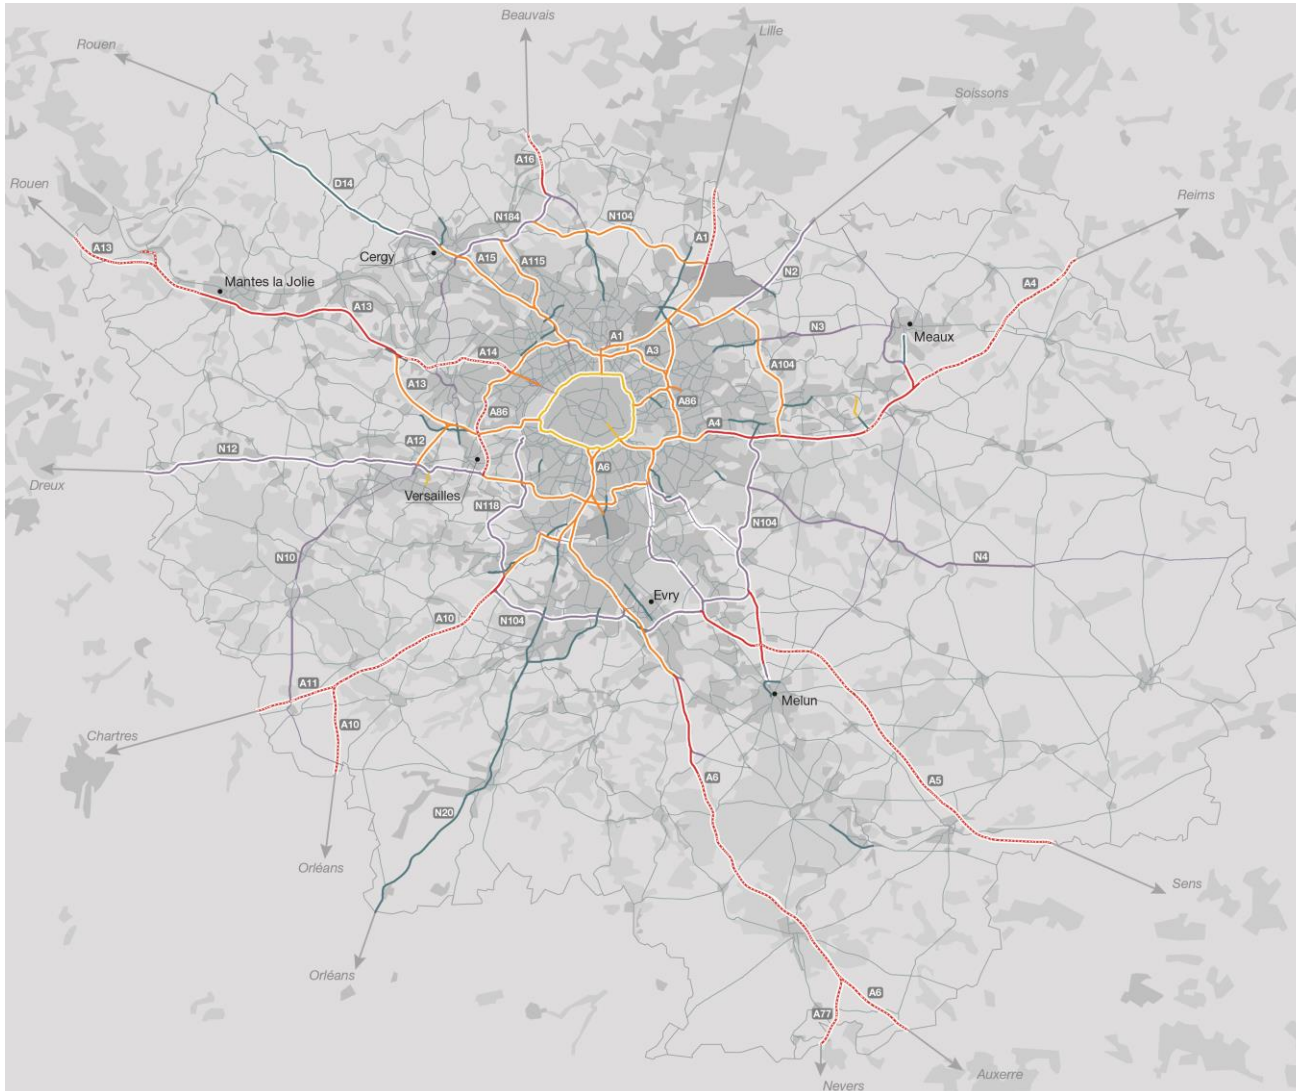 Beauvais
Lille
Rouen
Soissons
A16
D14
Rouen
Reims
N184
N104
A13
A15
A115
A1
Cergy
N2
Mantes la Jolie
A4
A13
N3
A1
Meaux
A14
A3
A13
A104
A86
A86
A4
A12
N12
A6
Dreux
Versailles
N118
N104
N10
N4
Evry
A10
N104
A11
Melun
A10
Chartres
A6
A5
N20
Orléans
Sens
Orléans
A6
A77
Auxerre
Nevers